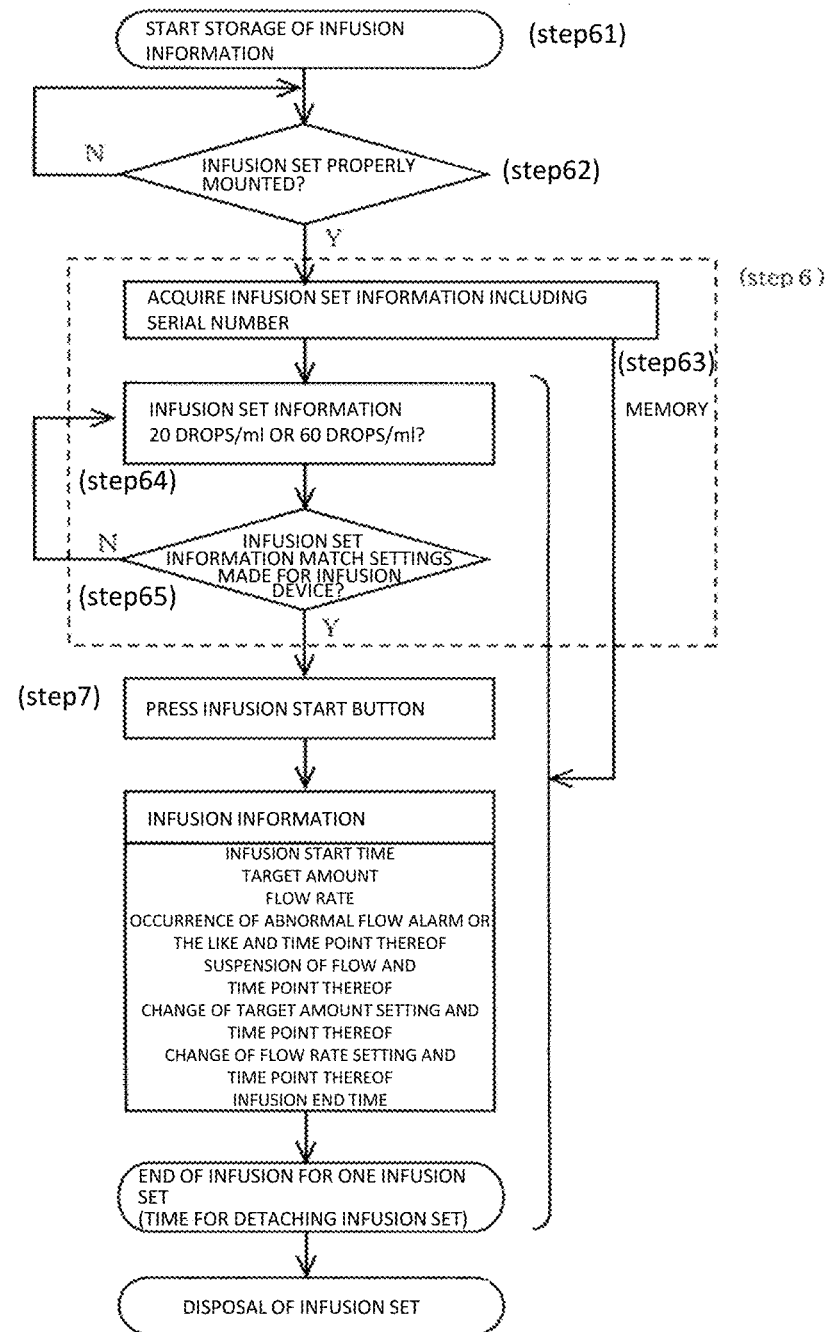 START STORAGE OF INFUSION
INFORMATION
(step61)
N
INFUSION SET PROPERLY
MOUNTED?
(step62)
Y
(step 6)
ACQUIRE INFUSION SET INFORMATION INCLUDING
SERIAL NUMBER
(step63)
MEMORY
INFUSION SET INFORMATION
20 DROPS/ml OR 60 DROPS/ml?
(step64)
N
INFUSION SET
INFORMATION MATCH SETTINGS
MADE FOR INFUSION
DEVICE?
(step65)
Y
(step7)
PRESS INFUSION START BUTTON
INFUSION INFORMATION
INFUSION START TIME
TARGET AMOUNT
FLOW RATE
OCCURRENCE OF ABNORMAL FLOW ALARM OR
THE LIKE AND TIME POINT THEREOF
SUSPENSION OF FLOW AND
TIME POINT THEREOF
CHANGE OF TARGET AMOUNT SETTING AND
TIME POINT THEREOF
CHANGE OF FLOW RATE SETTING AND
TIME POINT THEREOF
INFUSION END TIME
END OF INFUSION FOR ONE INFUSION
SET
(TIME FOR DETACHING INFUSION SET)
DISPOSAL OF INFUSION SET